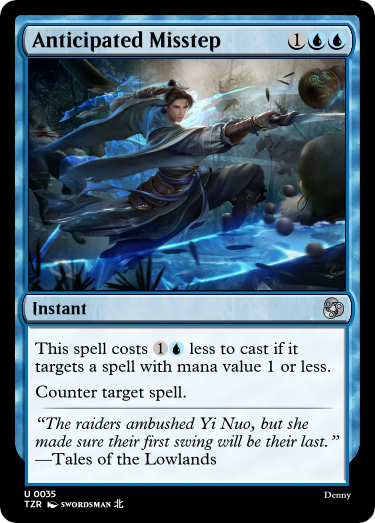 Anticipated Misstep 1
Instant
This spell costs 1 less to cast if it
targets a spell with mana value 1 or less.
Counter target spell.
“The raiders ambushed Yi Nuo, but she
made sure their first swing will be their last.”
—Tales of the Lowlands
U 0035
TZR SWORDSMAN 北
Denny